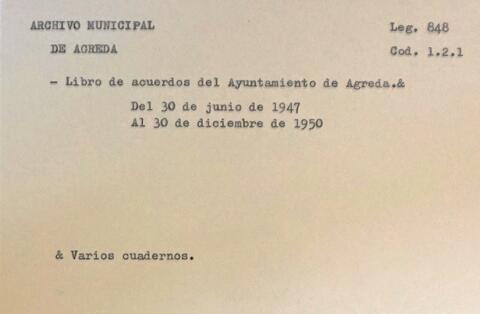 ARCHIVO MUNICIPAL
DE AGREDA
Leg. 848
Cod. 1.2.1
- Libro de acuerdos del Ayuntamiento de Agreda.&
Del 30 de junio de 1947
Al 30 de diciembre de 1950
& Varios cuadernos.